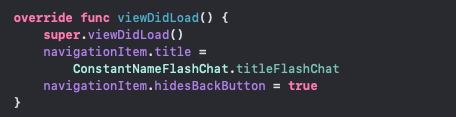 override func viewDidLoad() {
    super.viewDidLoad()
    navigationItem.title =
        ConstantNameFlashChat.titleFlashChat
    navigationItem.hidesBackButton = true
}